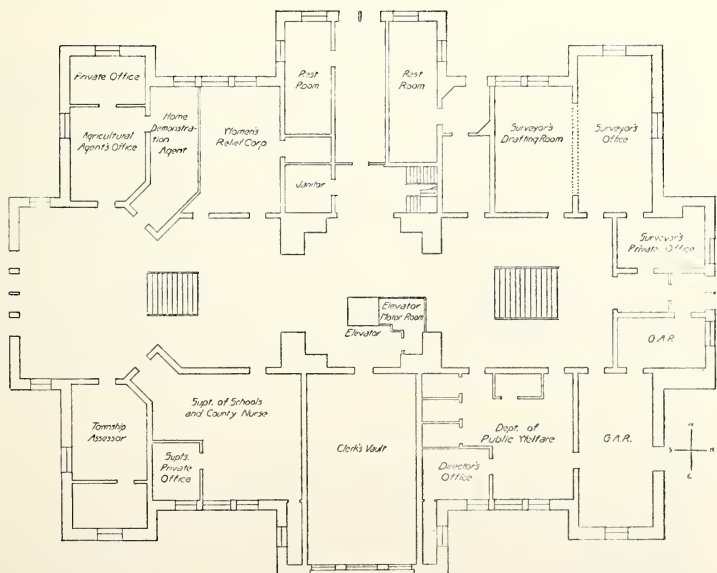 Private Office
Agricultural
Agent's Office
Home
Demonstra-
tion
Agent
Women's
Relief Corp
Rest
Room
Janitor
Rest
Room
Surveyor's
Drafting Room
Surveyor's
Office
Surveyor's
Private Office
G.A.R.
Elevator
Motor Room
Elevator
Township
Assessor
Supt. of Schools
and County Nurse
Supts.
Private
Office
Clerk's Vault
Dept. of
Public Welfare
Director's
Office
G.A.R.
S
N
E